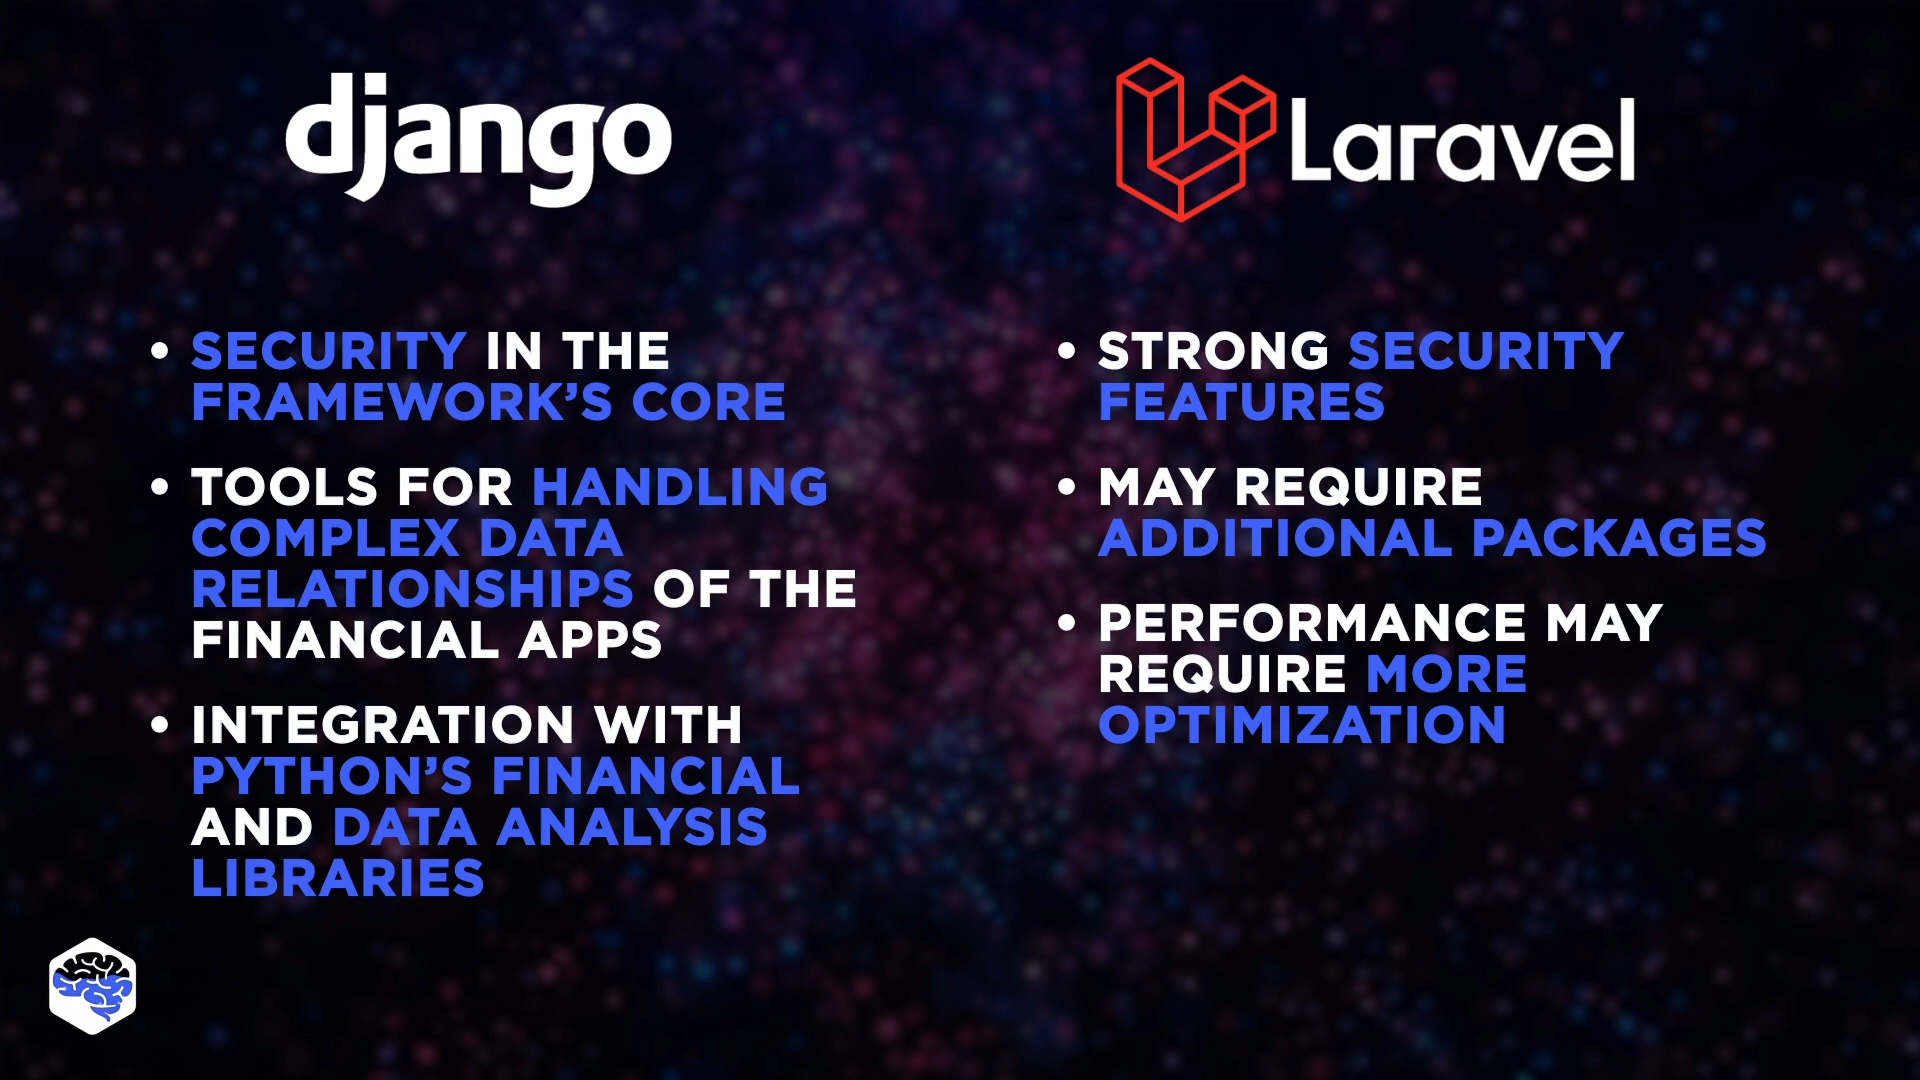 django
Laravel
• SECURITY IN THE
FRAMEWORK’S CORE
• TOOLS FOR HANDLING
COMPLEX DATA
RELATIONSHIPS OF THE
FINANCIAL APPS
• INTEGRATION WITH
PYTHON’S FINANCIAL
AND DATA ANALYSIS
LIBRARIES
• STRONG SECURITY
FEATURES
• MAY REQUIRE
ADDITIONAL PACKAGES
• PERFORMANCE MAY
REQUIRE MORE
OPTIMIZATION